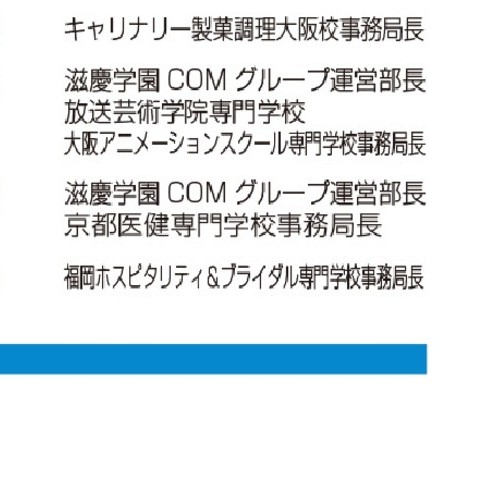 キャリナリー製菓調理大阪校事務局長
滋慶学園 COM グループ運営部長
放送芸術学院専門学校
大阪アニメーションスクール専門学校事務局長
滋慶学園 COM グループ運営部長
京都医健専門学校事務局長
福岡ホスピタリティ＆ブライダル専門学校事務局長